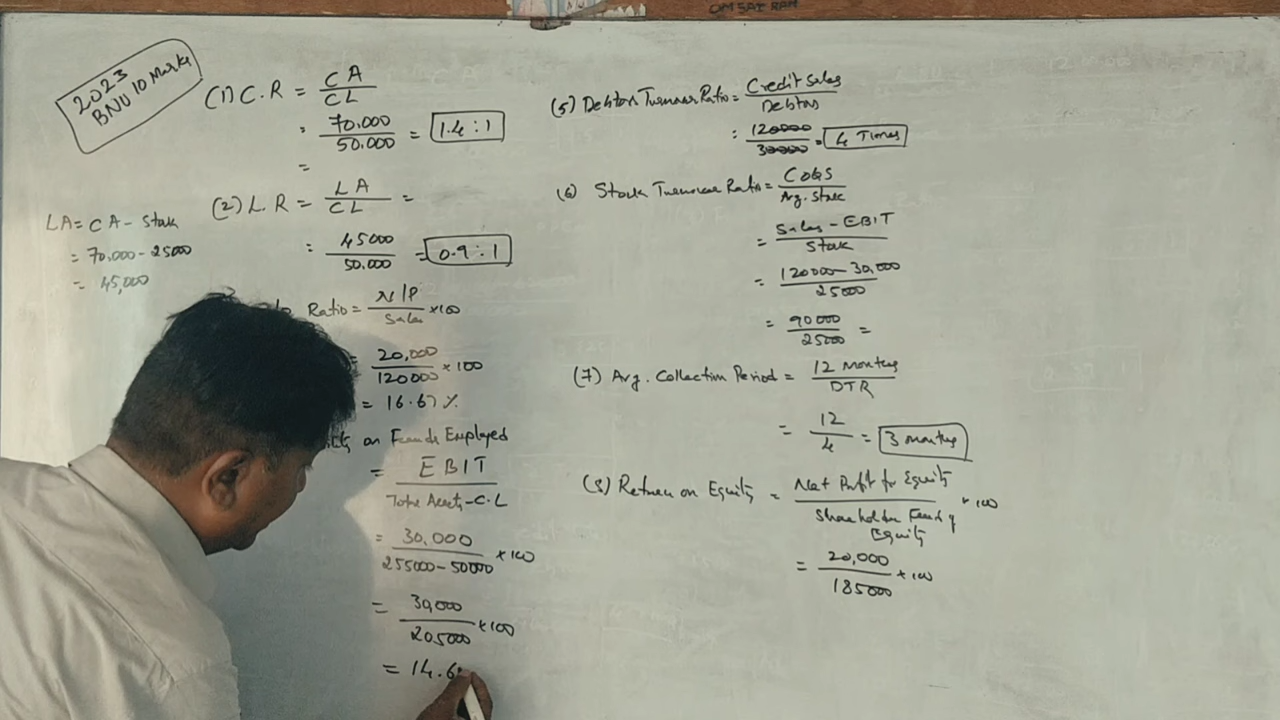 OM SAI RAM
2023
BNU 10 Marks
(1) C.R = CA / CL
= 70,000 / 50,000 = 1.4 : 1
=
(2) L.R = LA / CL =
= 45000 / 50,000 = 0.9 : 1
LA = CA - Stock
= 70,000 - 25000
= 45,000
Ratio = N/P / Sales × 100
= 20,000 / 120000 × 100
= 16.67 %
on Funds Employed
= EBIT / Total Assets - C.L
= 30,000 / 255000 - 50000 × 100
= 30,000 / 205000 × 100
= 14.6
(5) Debtors Turnover Ratio = Credit Sales / Debtors
= 120000 / 30000 = 4 Times
(6) Stock Turnover Ratio = COGS / Avg. Stock
= Sales - EBIT / Stock
= 120000 - 30,000 / 25000
= 90000 / 25000 =
(7) Avg. Collection Period = 12 Months / DTR
= 12 / 4 = 3 months
(8) Return on Equity = Net Profit for Equity / Shareholder Fund of Equity × 100
= 20,000 / 185000 × 100